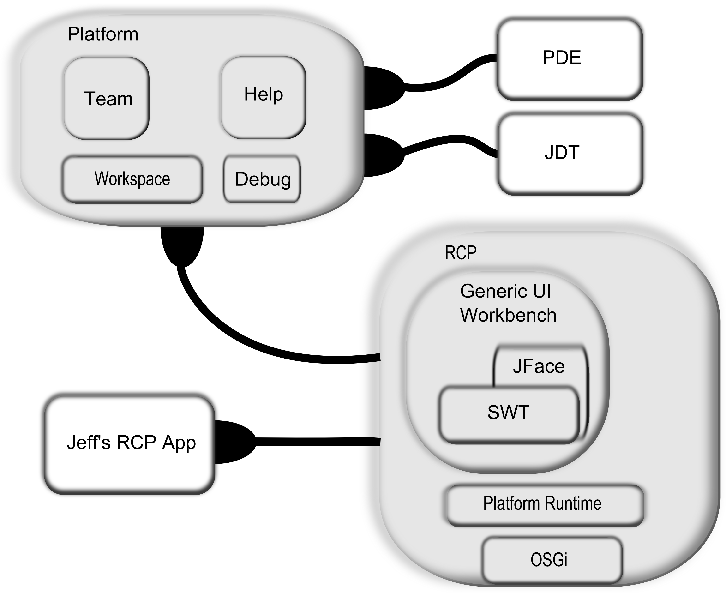 Platform
Team
Help
Workspace
Debug
PDE
JDT
RCP
Generic UI
Workbench
JFace
SWT
Jeff's RCP App
Platform Runtime
OSGi